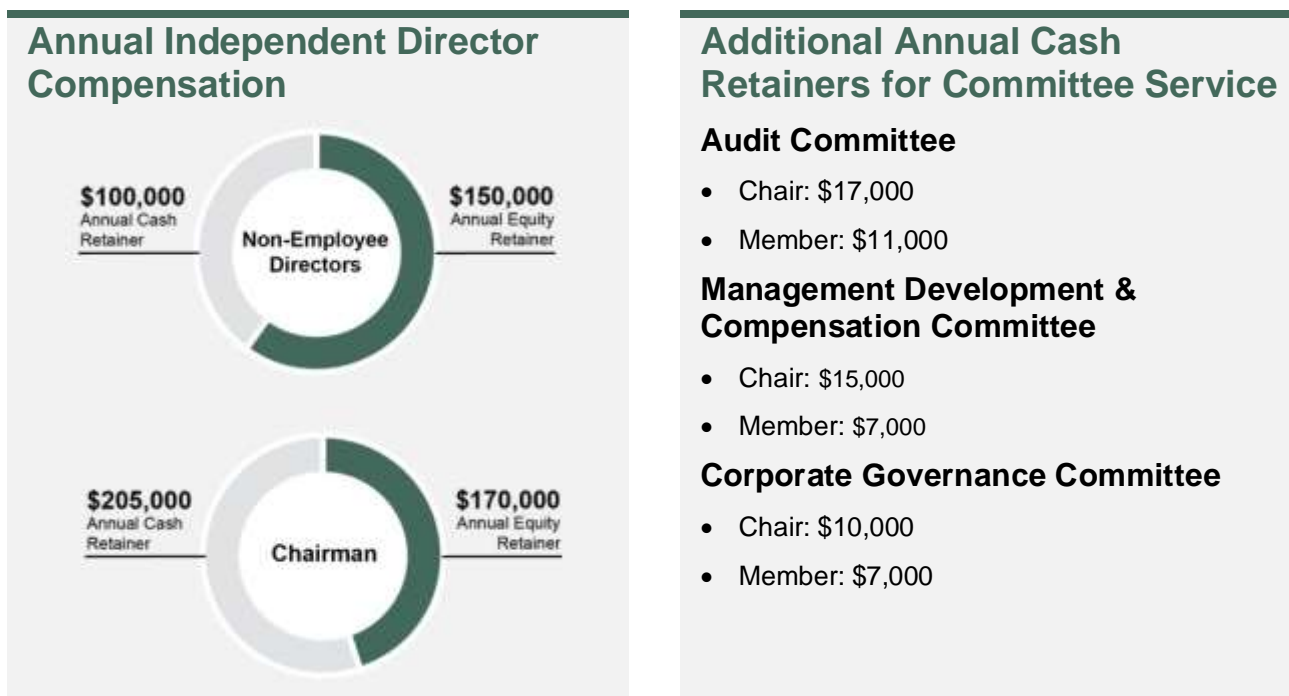 Annual Independent Director
Compensation
$100,000
Annual Cash
Retainer
Non-Employee
Directors
$150,000
Annual Equity
Retainer
$205,000
Annual Cash
Retainer
Chairman
$170,000
Annual Equity
Retainer
Additional Annual Cash
Retainers for Committee Service
Audit Committee
• Chair: $17,000
• Member: $11,000
Management Development &
Compensation Committee
• Chair: $15,000
• Member: $7,000
Corporate Governance Committee
• Chair: $10,000
• Member: $7,000